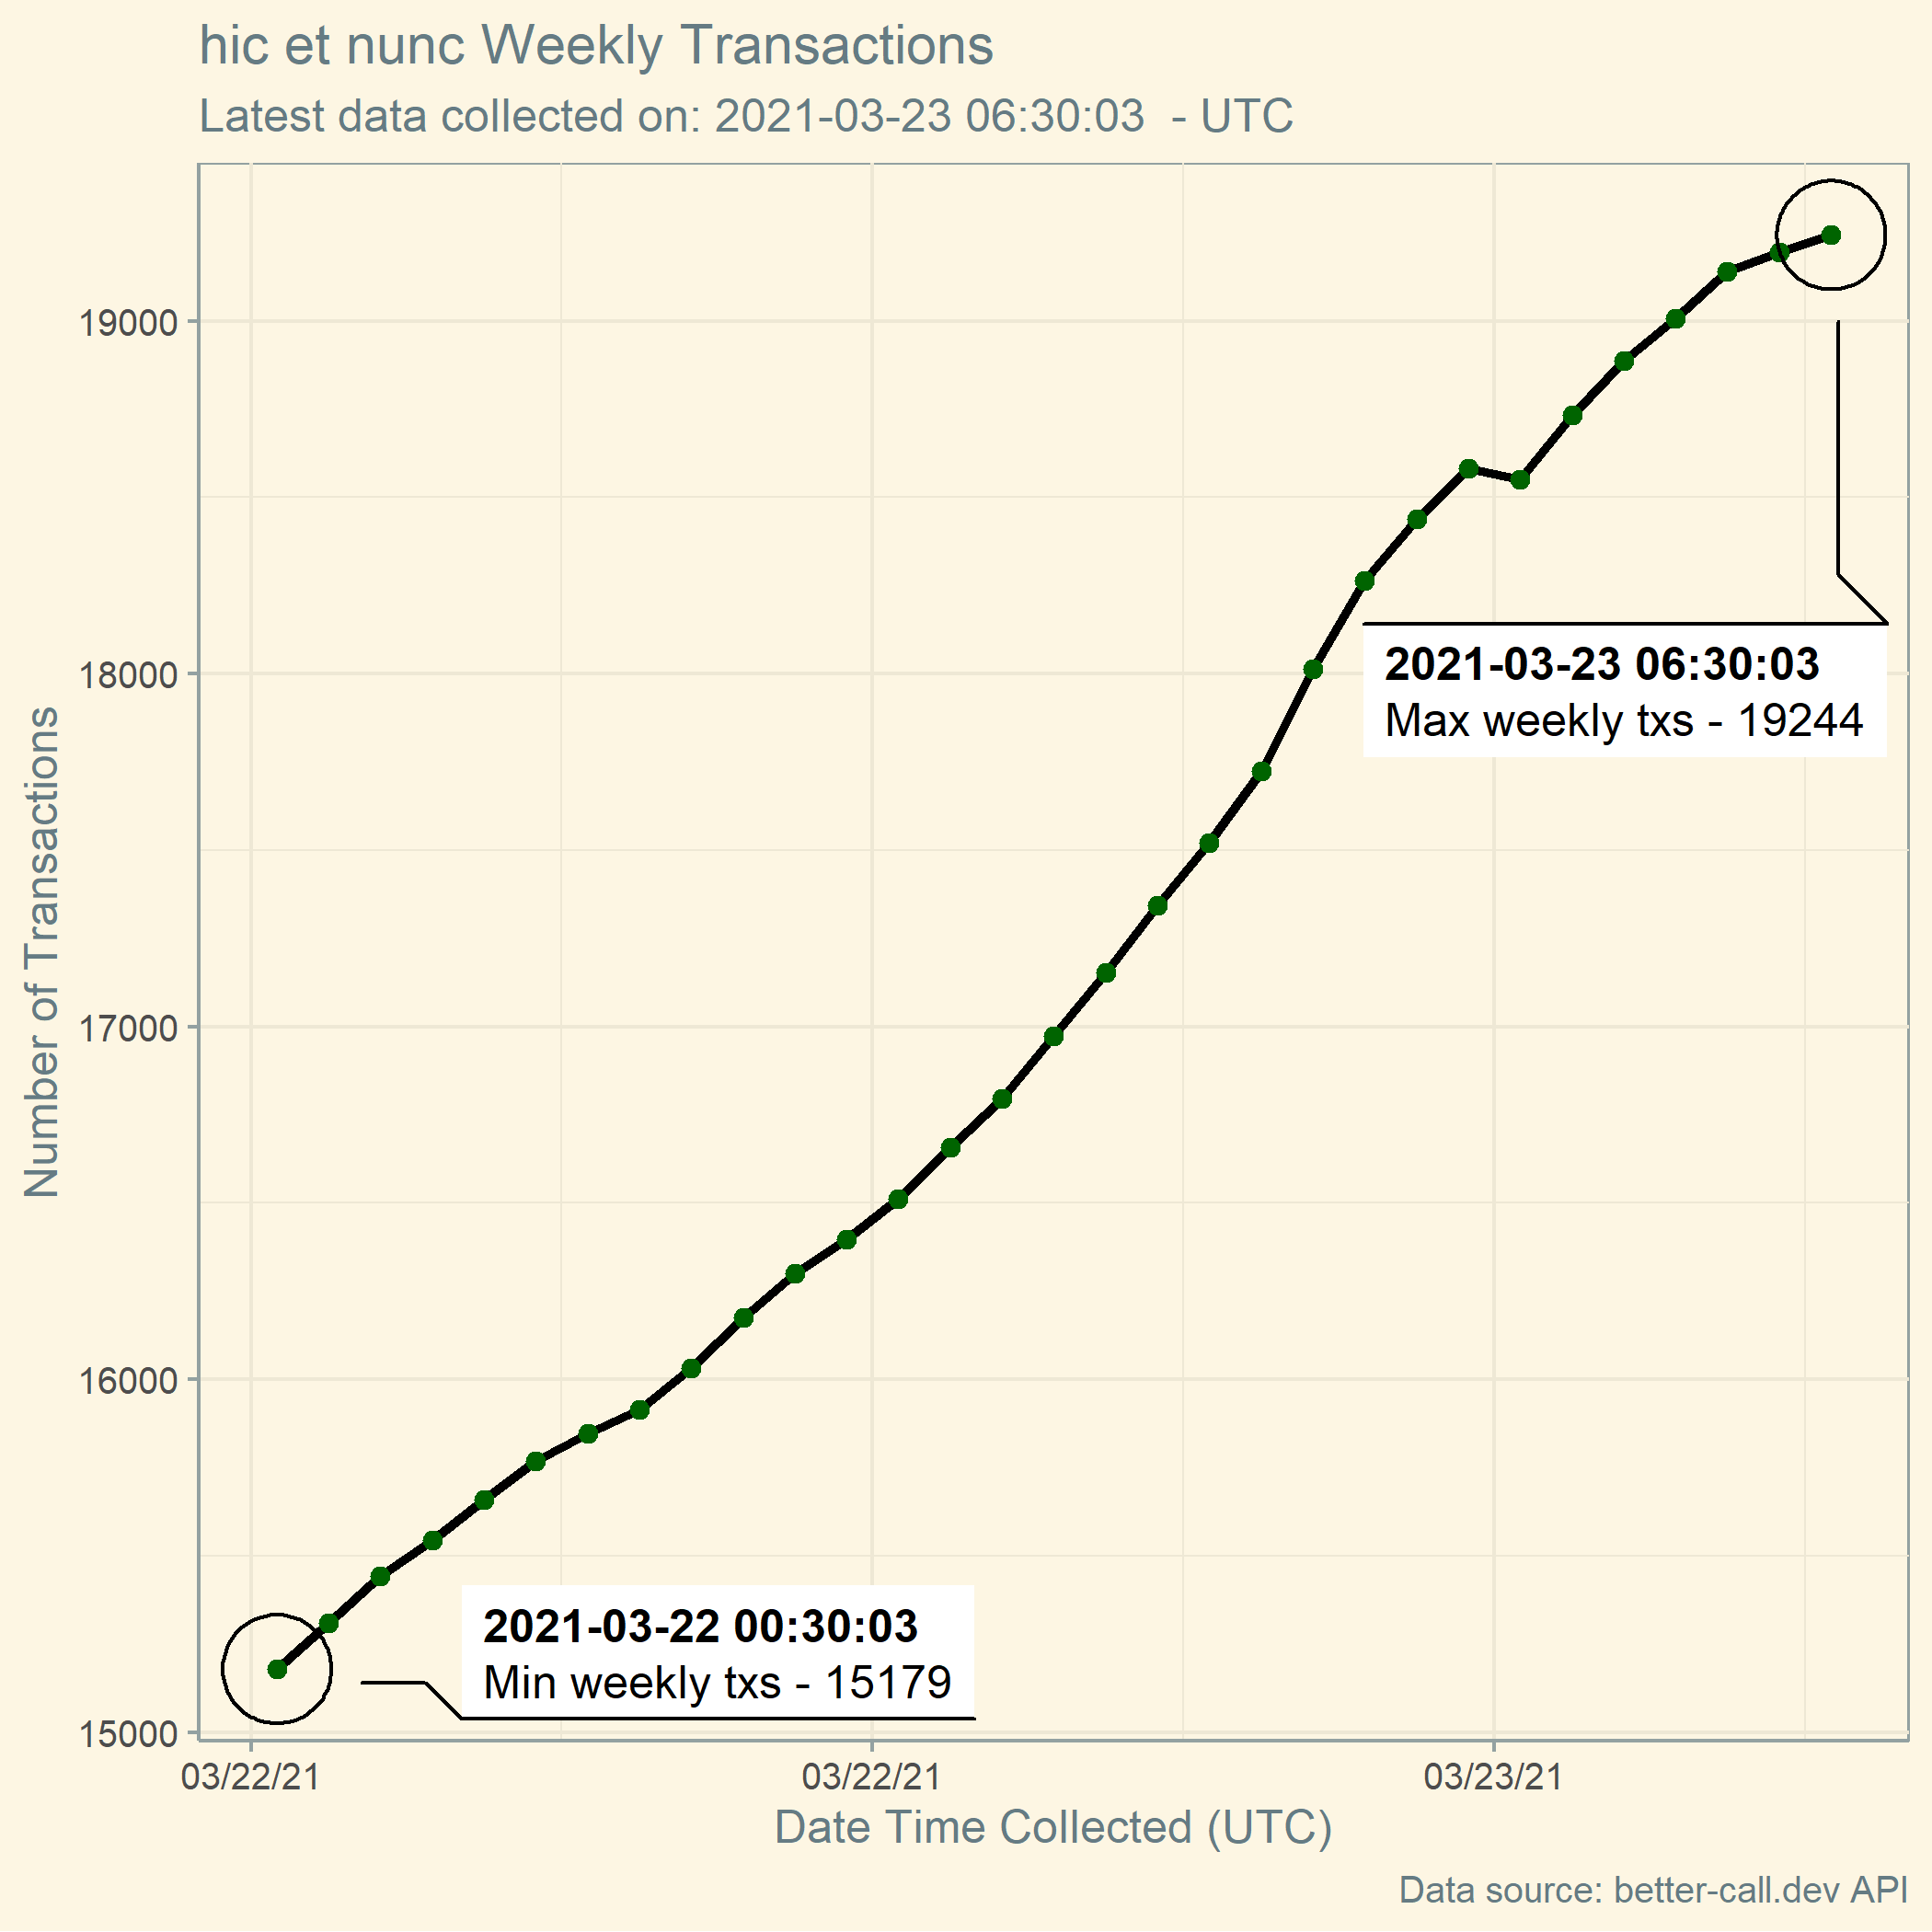 hic et nunc Weekly Transactions
Latest data collected on: 2021-03-23 06:30:03  - UTC
Number of Transactions
19000
18000
17000
16000
15000
2021-03-23 06:30:03
Max weekly txs - 19244
2021-03-22 00:30:03
Min weekly txs - 15179
03/22/21
03/22/21
03/23/21
Date Time Collected (UTC)
Data source: better-call.dev API